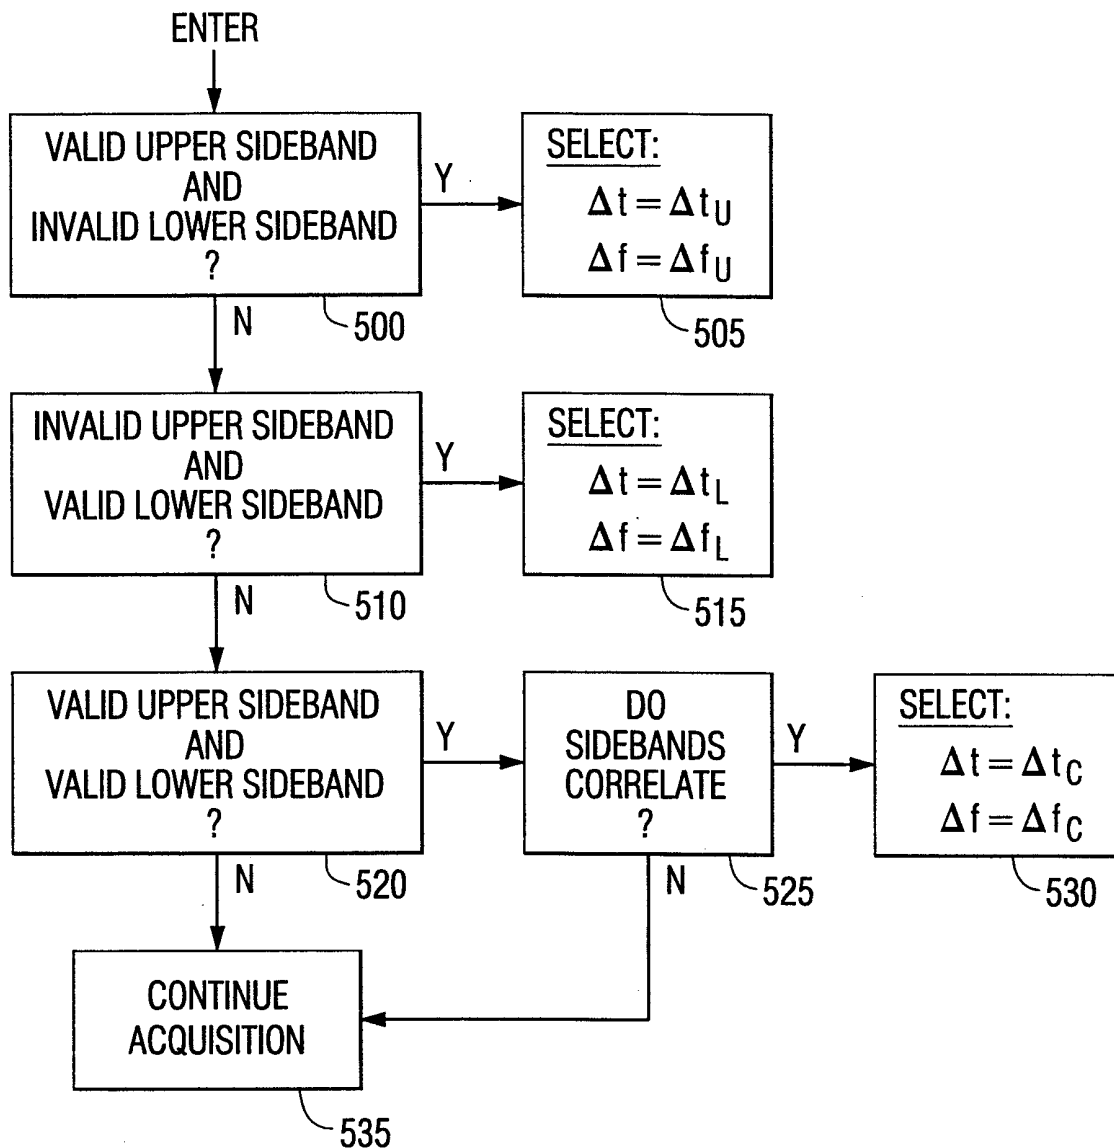 ENTER
VALID UPPER SIDEBAND
AND
INVALID LOWER SIDEBAND
?
Y
N
500
SELECT:
Δt = Δt_U
Δf = Δf_U
505
INVALID UPPER SIDEBAND
AND
VALID LOWER SIDEBAND
?
Y
N
510
SELECT:
Δt = Δt_L
Δf = Δf_L
515
VALID UPPER SIDEBAND
AND
VALID LOWER SIDEBAND
?
Y
N
520
DO
SIDEBANDS
CORRELATE
?
Y
N
525
SELECT:
Δt = Δt_C
Δf = Δf_C
530
CONTINUE
ACQUISITION
535